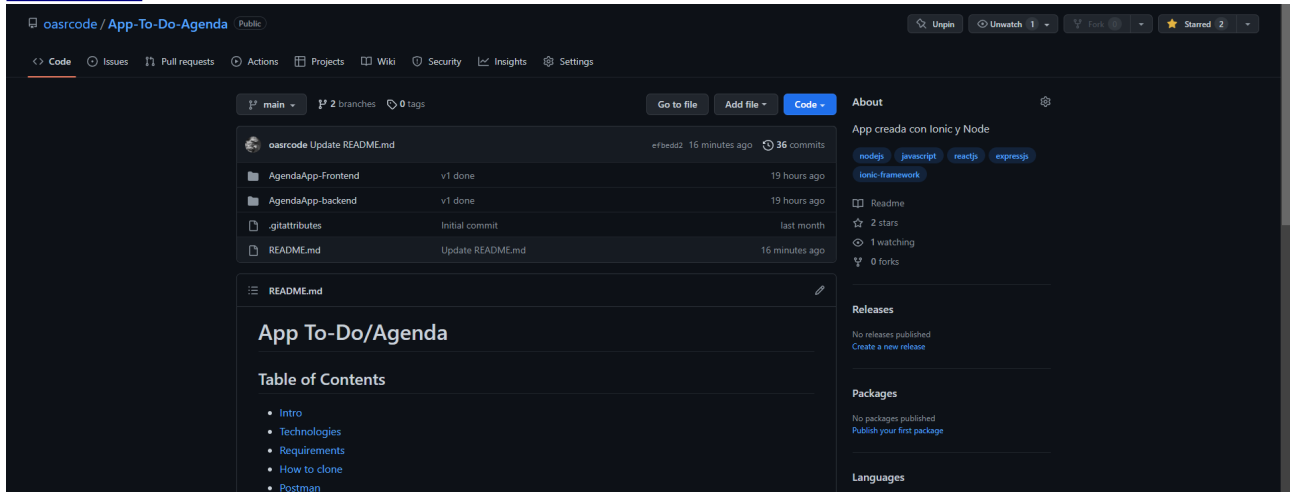 oasrcode / App-To-Do-Agenda Public
Unpin Unwatch 1 Fork 0 Starred 2
Code Issues Pull requests Actions Projects Wiki Security Insights Settings
main 2 branches 0 tags Go to file Add file Code
oasrcode Update README.md efbedd2 16 minutes ago 36 commits
AgendaApp-Frontend v1 done 19 hours ago
AgendaApp-backend v1 done 19 hours ago
.gitattributes Initial commit last month
README.md Update README.md 16 minutes ago
README.md
App To-Do/Agenda
Table of Contents
Intro
Technologies
Requirements
How to clone
Postman
About
App creada con Ionic y Node
nodejs javascript reactjs expressjs
ionic-framework
Readme
2 stars
1 watching
0 forks
Releases
No releases published
Create a new release
Packages
No packages published
Publish your first package
Languages